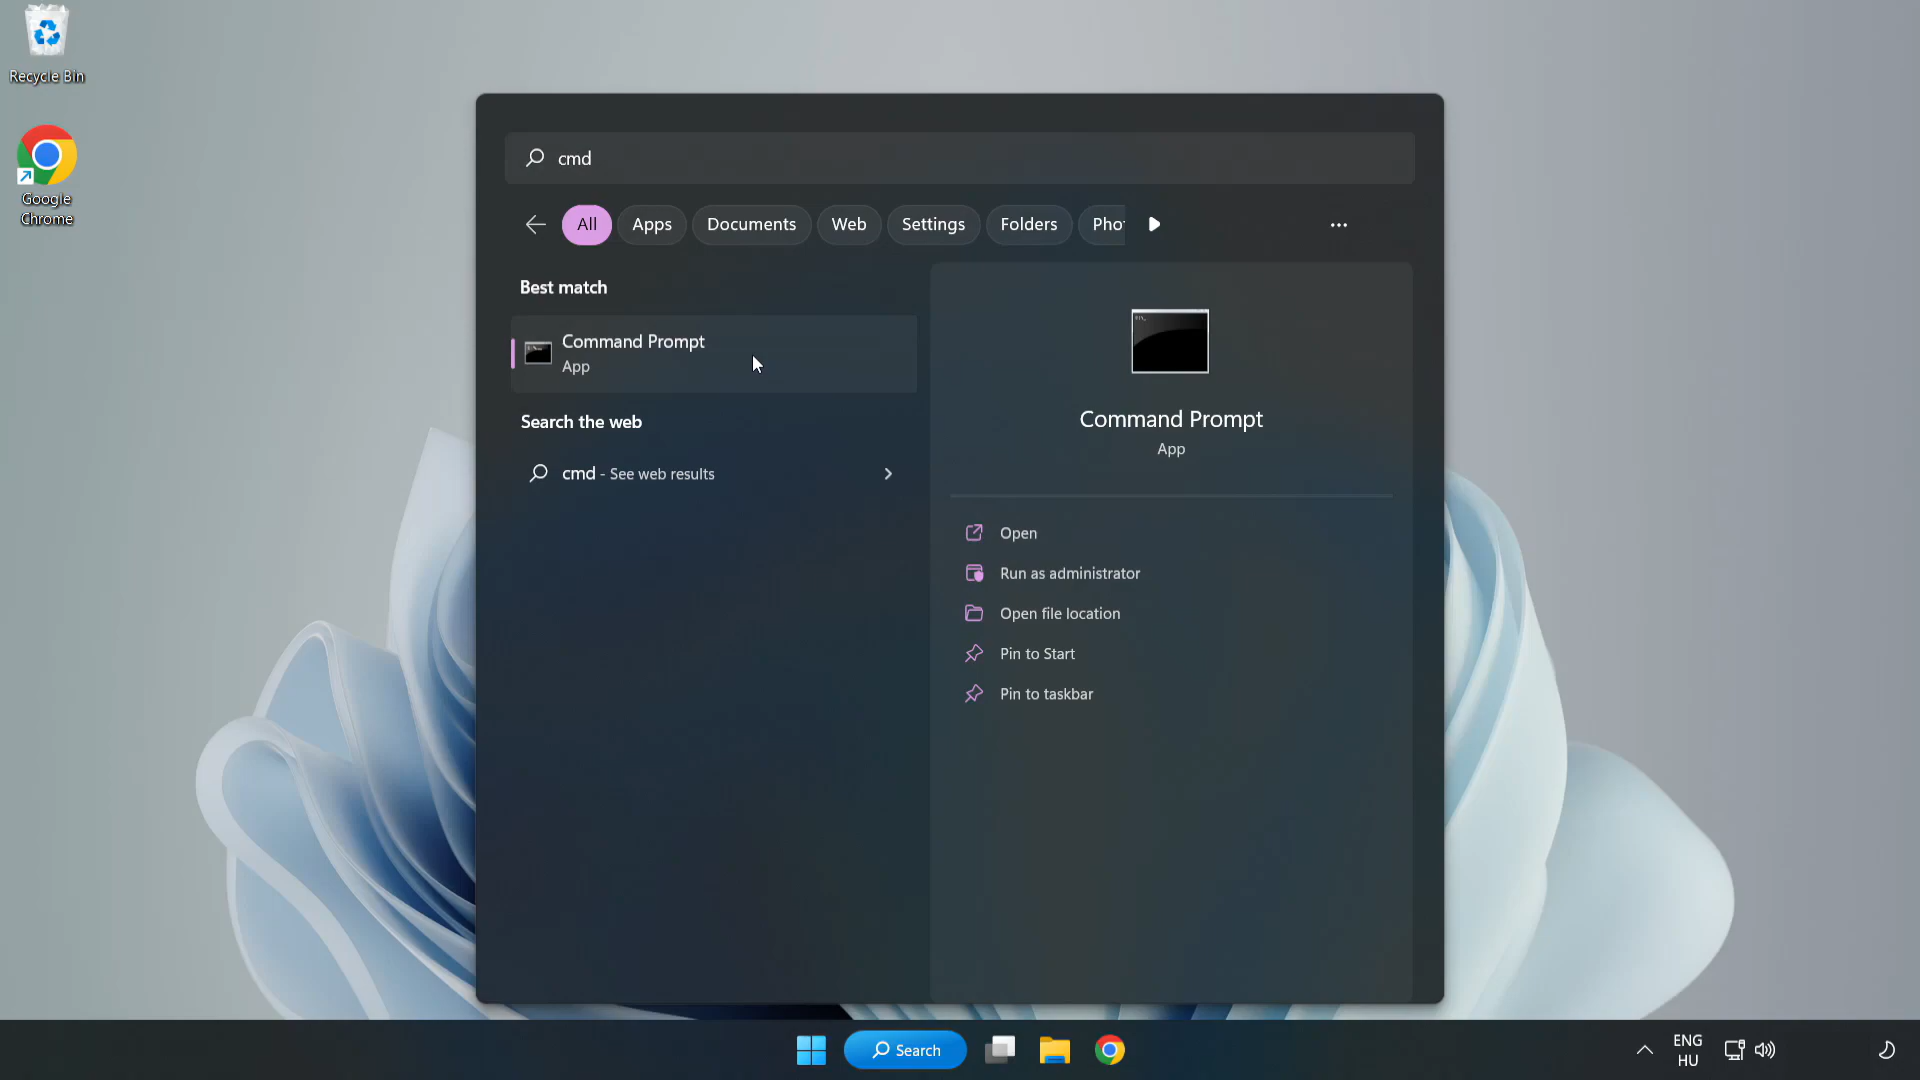 Recycle Bin
Google
Chrome
cmd
All
Apps
Documents
Web
Settings
Folders
Pho
Best match
Command Prompt
App
Search the web
cmd - See web results
Command Prompt
App
Open
Run as administrator
Open file location
Pin to Start
Pin to taskbar
Search
ENG
HU